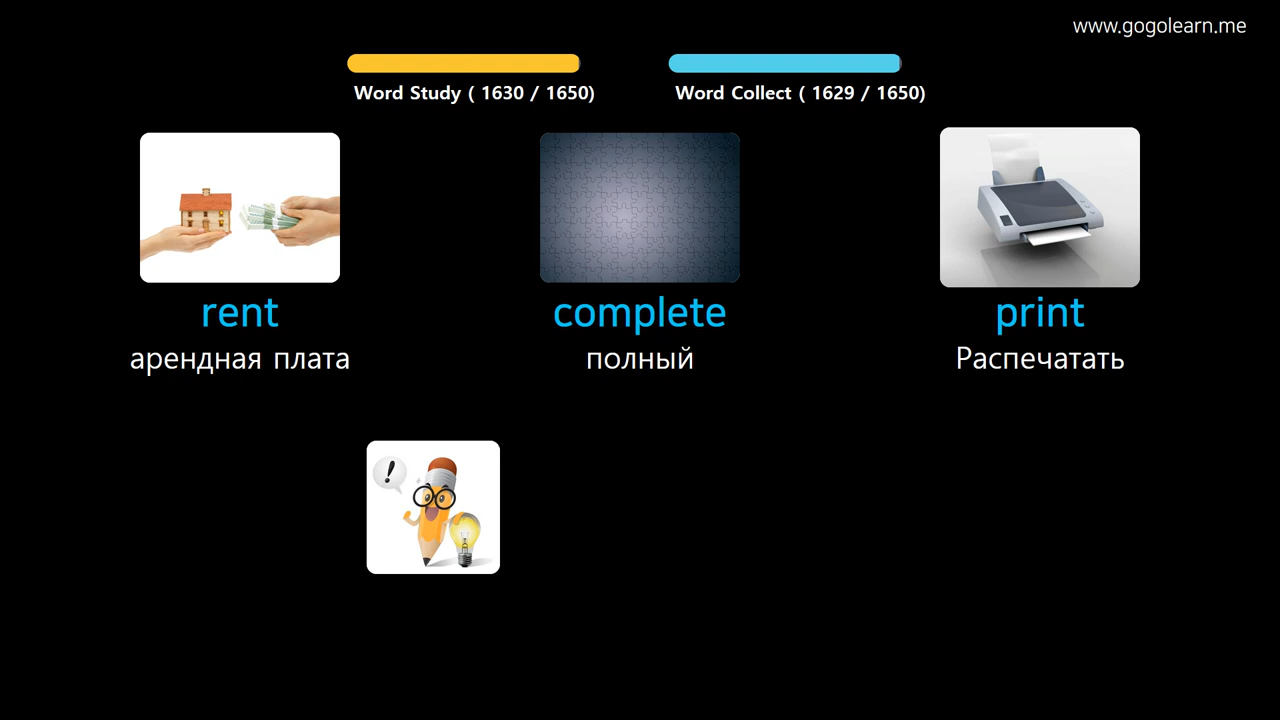 www.gogolearn.me
Word Study ( 1630 / 1650)
Word Collect ( 1629 / 1650)
rent
complete
print
арендная плата
полный
Распечатать
!